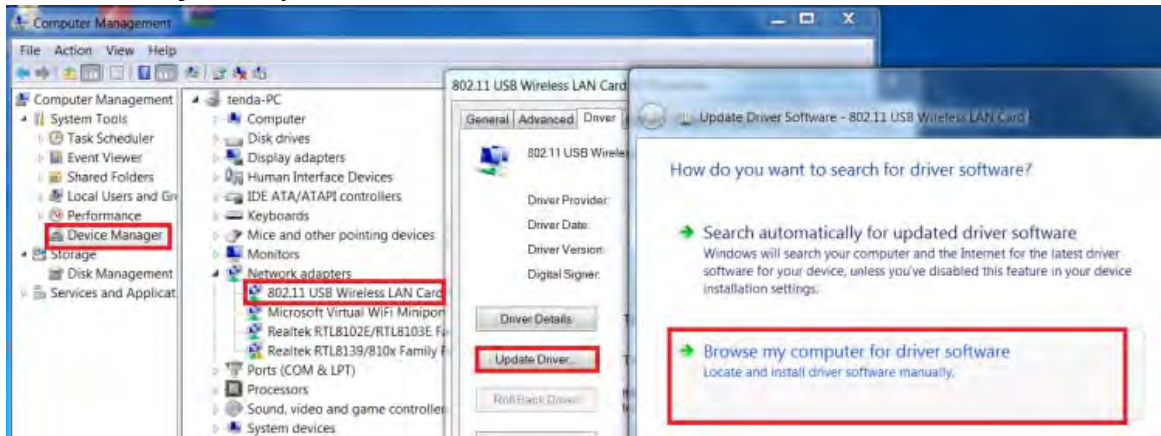 Computer Management
File Action View Help
Computer Management
System Tools
Task Scheduler
Event Viewer
Shared Folders
Local Users and Gr
Performance
Device Manager
Storage
Disk Management
Services and Applicat
tenda-PC
Computer
Disk drives
Display adapters
Human Interface Devices
IDE ATA/ATAPI controllers
Keyboards
Mice and other pointing devices
Monitors
Network adapters
802.11 USB Wireless LAN Card
Microsoft Virtual WiFi Minipor
Realtek RTL8102E/RTL8103E F
Realtek RTL8139/810x Family F
Ports (COM & LPT)
Processors
Sound, video and game controller
System devices
802.11 USB Wireless LAN Card
General Advanced Driver
802.11 USB Wirele
Driver Provider:
Driver Date:
Driver Version:
Digital Signer:
Driver Details
Update Driver...
Roll Back Driver
Update Driver Software - 802.11 USB Wireless LAN Card
How do you want to search for driver software?
Search automatically for updated driver software
Windows will search your computer and the Internet for the latest driver
software for your device, unless you've disabled this feature in your device
installation settings.
Browse my computer for driver software
Locate and install driver software manually.